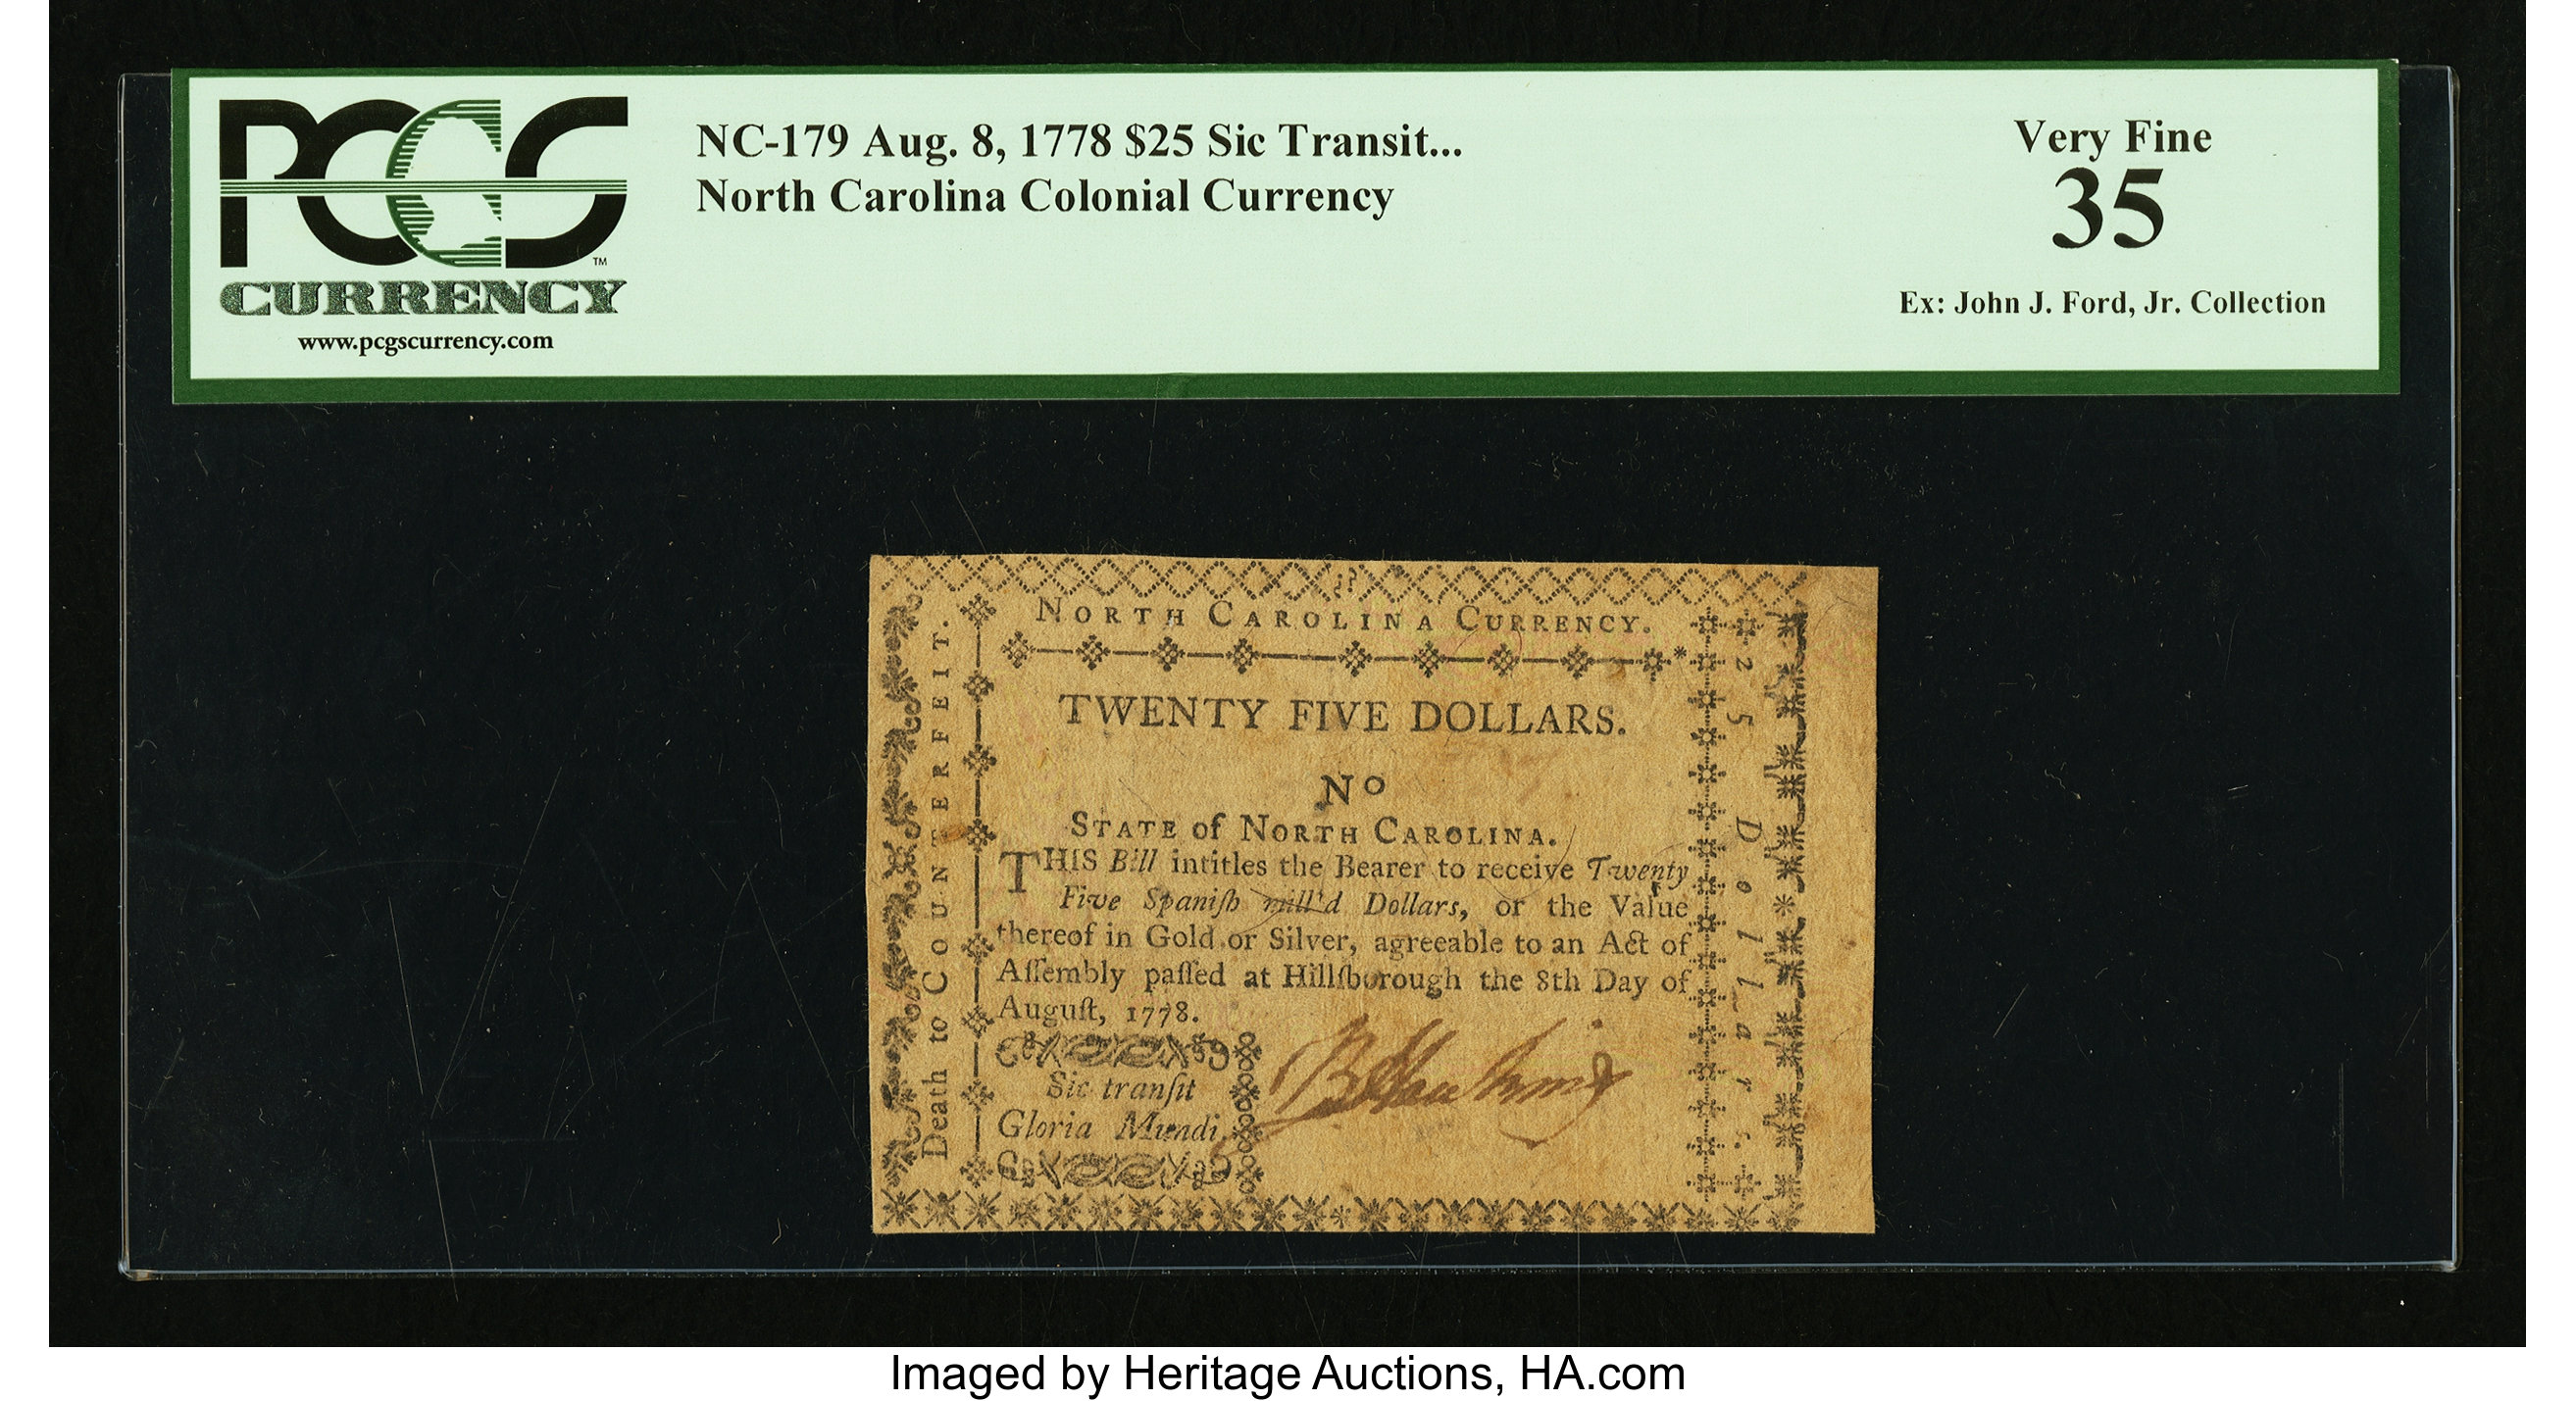 PCGS™
CURRENCY
www.pcgscurrency.com
NC-179 Aug. 8, 1778 $25 Sic Transit...
North Carolina Colonial Currency
Very Fine
35
Ex: John J. Ford, Jr. Collection
NORTH CAROLINA CURRENCY.
TWENTY FIVE DOLLARS.
No
STATE of NORTH CAROLINA.
THIS Bill intitles the Bearer to receive Twenty
Five Spaniſh mill'd Dollars, or the Value
thereof in Gold or Silver, agreeable to an Act of
Aſſembly paſſed at Hillſborough the 8th Day of
Auguſt, 1778.
Sic tranſit
Gloria Mundi.
Death to COUNTERFEIT.
25 Dollars.
Imaged by Heritage Auctions, HA.com